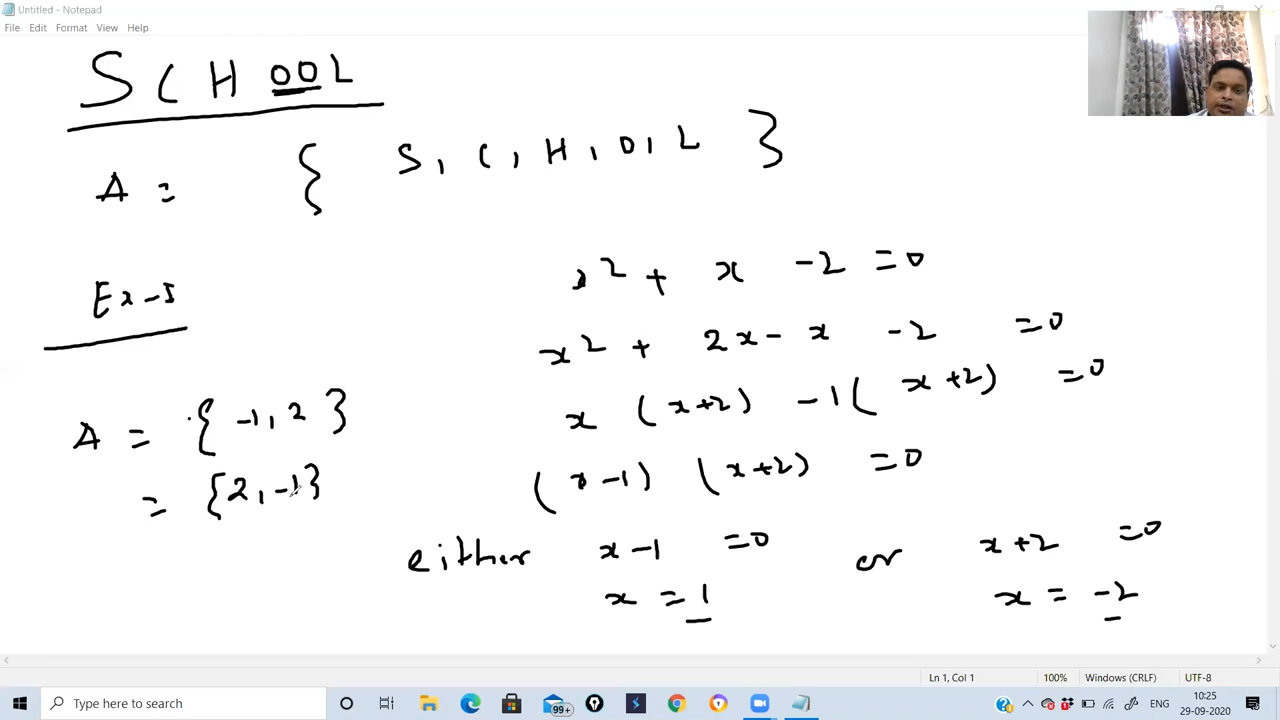 Untitled - Notepad
File Edit Format View Help
SCHOOL
A = { S, C, H, O, L }
Ex-5
x² + x -2 =0
x² + 2x - x -2 =0
x (x+2) -1( x+2) =0
(x-1) (x+2) =0
A = {-1, 2}
= {2, -1}
either x-1 =0 or x+2 =0
x = 1 x = -2
Ln 1, Col 1 100% Windows (CRLF) UTF-8
Type here to search
99+
ENG
10:25
29-09-2020